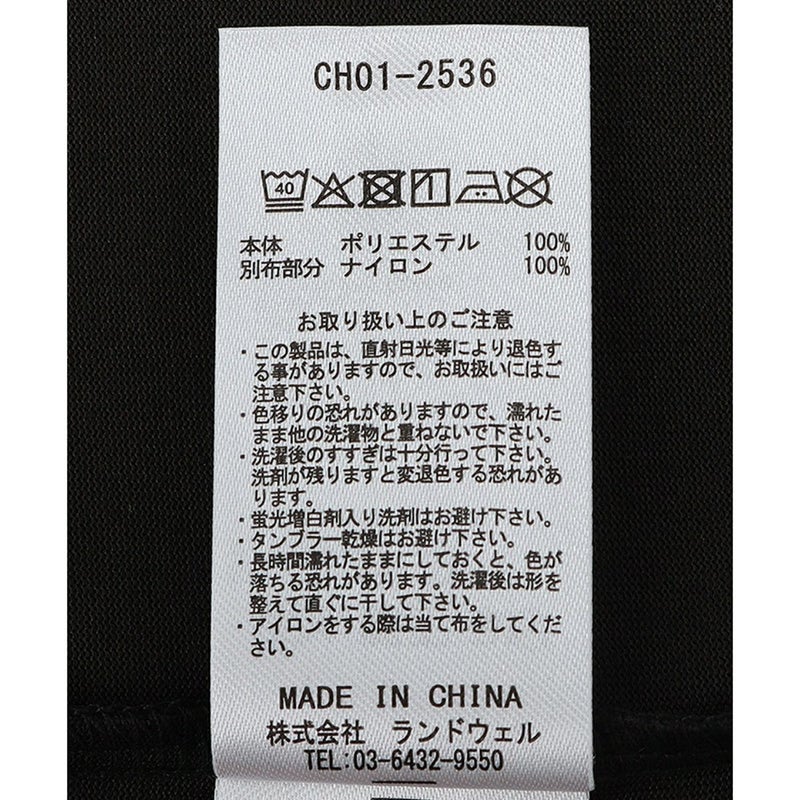 CH01-2536
40
本体 ポリエステル 100%
別布部分 ナイロン 100%
お取り扱い上のご注意
・この製品は、直射日光等により退色す
る事がありますので、お取扱いにはご
注意下さい。
・色移りの恐れがありますので、濡れた
まま他の洗濯物と重ねないで下さい。
・洗濯後のすすぎは十分行って下さい。
洗剤が残りますと変退色する恐れがあ
ります。
・蛍光増白剤入り洗剤はお避け下さい。
・タンブラー乾燥はお避け下さい。
・長時間濡れたままにしておくと、色が
落ちる恐れがあります。洗濯後は形を
整えて直ぐに干して下さい。
・アイロンをする際は当て布をしてくだ
さい。
MADE IN CHINA
株式会社 ランドウェル
TEL:03-6432-9550